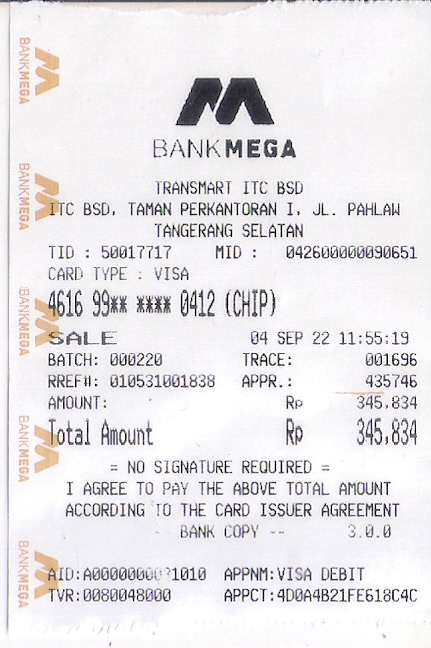 BANKMEGA
TRANSMART ITC BSD
ITC BSD, TAMAN PERKANTORAN I, JL. PAHLAW
TANGERANG SELATAN
TID : 50017717 MID : 042600000090651
CARD TYPE : VISA
4616 99** **** 0412 (CHIP)
SALE 04 SEP 22 11:55:19
BATCH: 000220 TRACE: 001696
RREF#: 010531001838 APPR.: 435746
AMOUNT: Rp 345,834
Total Amount Rp 345,834
= NO SIGNATURE REQUIRED =
I AGREE TO PAY THE ABOVE TOTAL AMOUNT
ACCORDING TO THE CARD ISSUER AGREEMENT
-- BANK COPY -- 3.0.0
AID:A0000000031010 APPNM:VISA DEBIT
TVR:0080048000 APPCT:4D0A4B21FE618C4C
BANKMEGA
BANKMEGA
BANKMEGA
BANKMEGA
BANKMEGA